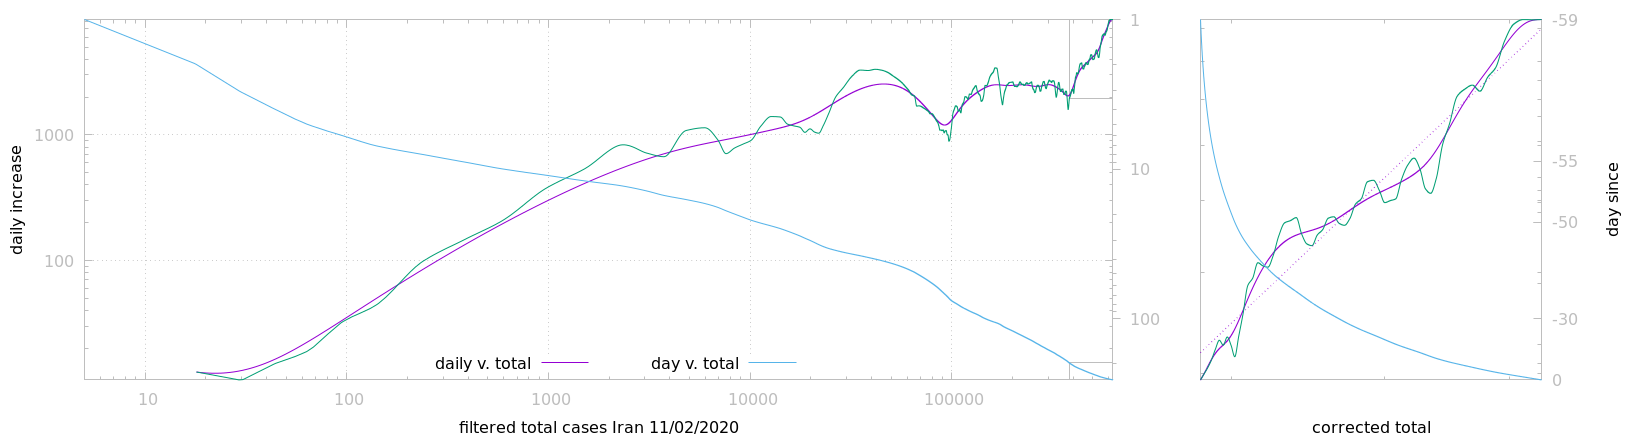 daily increase
1000
100
10
100
1000
10000
100000
1
10
100
daily v. total
day v. total
filtered total cases Iran 11/02/2020
-59
-55
-50
-30
0
day since
corrected total